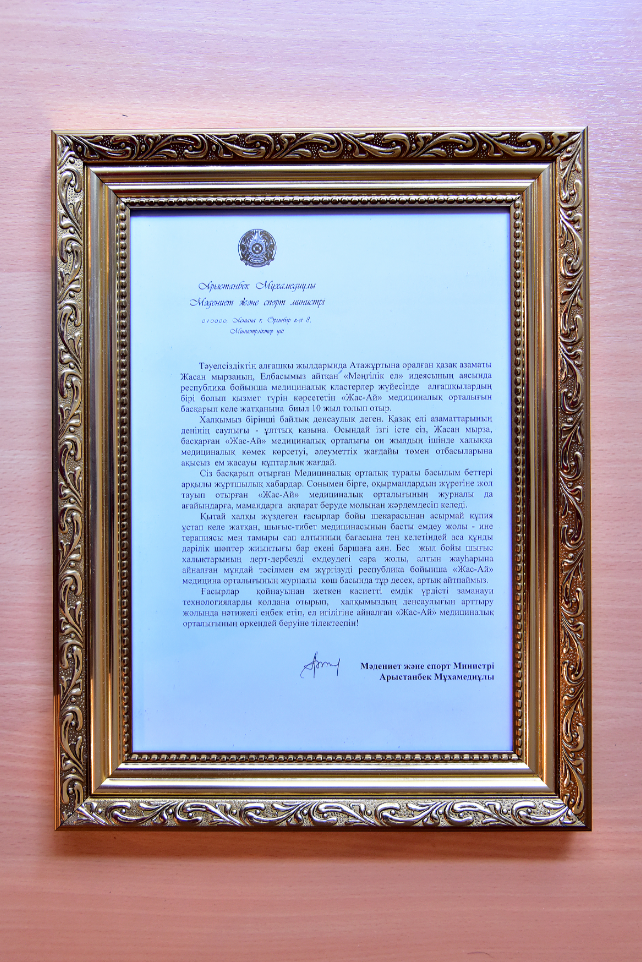 Арыстанбек Мұхамедиұлы
Мәдениет және спорт министрі
Министрліктер үйі
Тәуелсіздіктің алғашқы жылдарында Атажұртына оралған қазақ азаматы
Жасан мырзаның, Елбасымыз айтқан «Мәңгілік ел» идеясының аясында
республика бойынша медициналық кластерлер жүйесінде алғашқылардың
бірі болып қызмет түрін көрсететін «Жас-Ай» медициналық орталығын
басқарып келе жатқанына биыл 10 жыл толып отыр.
Халқымыз бірінші байлық денсаулық деген. Қазақ елі азаматтарының
денінің саулығы - ұлттық қазына. Осындай ізгі істе сіз, Жасан мырза,
басқарған «Жас-Ай» медициналық орталығы он жылдың ішінде халыққа
медициналық көмек көрсетуі, әлеуметтік жағдайы төмен отбасыларына
ақысыз ем жасауы құптарлық жағдай.
Сіз басқарып отырған Медициналық орталық туралы басылым беттері
арқылы жұртшылық хабардар. Сонымен бірге, оқырмандардың жүрегіне жол
тауып отырған «Жас-Ай» медициналық орталығының журналы да
ағайындарға, мамандарға ақпарат беруде молынан жәрдемдесіп келеді.
Қытай халқы жүздеген ғасырлар бойы шекарасынан асырмай құпия
ұстап келе жатқан, шығыс-тибет медицинасының басты емдеу жолы - ине
терапиясы мен тамыры сап алтынның бағасына тең келетіндей аса құнды
дәрілік шөптер жиынтығы бар екені баршаға аян. Бес жыл бойы шығыс
халықтарының дерт-дербезді емдеудегі сара жолы, алтын жауһарына
айналған мұндай тәсілмен ем жүргізуді республика бойынша «Жас-Ай»
медицина орталығының журналы көш басында тұр десек, артық айтпаймыз.
Ғасырлар қойнауынан жеткен қасиетті емдік үрдісті заманауи
технологияларды қолдана отырып, халқымыздың денсаулығын арттыру
жолында нәтижелі еңбек етіп, ел игілігіне айналған «Жас-Ай» медициналық
орталығының өркендей беруіне тілектеспін!
Мәдениет және спорт Министрі
Арыстанбек Мұхамедиұлы